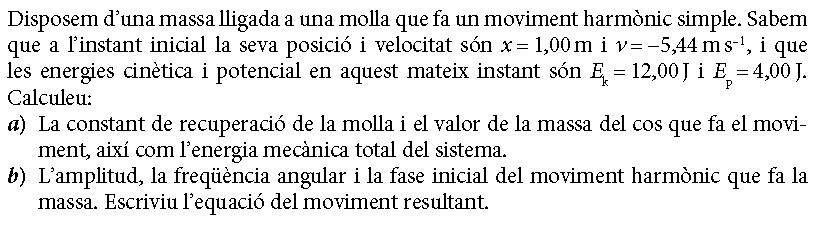 Disposem d’una massa lligada a una molla que fa un moviment harmònic simple. Sabem
que a l’instant inicial la seva posició i velocitat són x = 1,00 m i v = −5,44 m s⁻¹, i que
les energies cinètica i potencial en aquest mateix instant són Eₖ = 12,00 J i Eₚ = 4,00 J.
Calculeu:
a) La constant de recuperació de la molla i el valor de la massa del cos que fa el movi-
ment, així com l’energia mecànica total del sistema.
b) L’amplitud, la freqüència angular i la fase inicial del moviment harmònic que fa la
massa. Escriviu l’equació del moviment resultant.